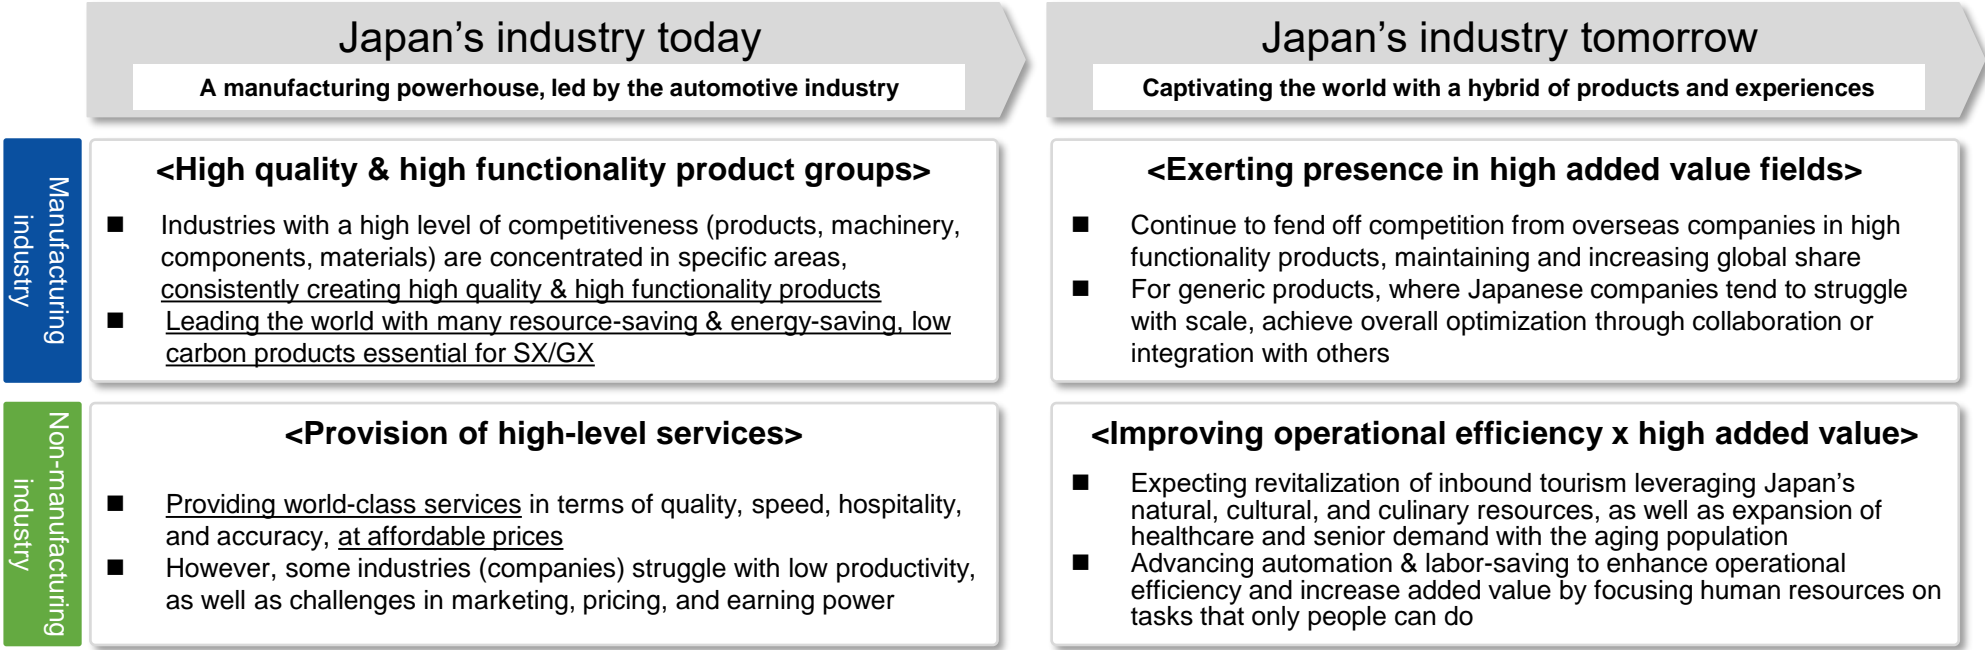 Japan’s industry today
A manufacturing powerhouse, led by the automotive industry
Japan’s industry tomorrow
Captivating the world with a hybrid of products and experiences
Manufacturing
industry
<High quality & high functionality product groups>
■ Industries with a high level of competitiveness (products, machinery,
components, materials) are concentrated in specific areas,
consistently creating high quality & high functionality products
■ Leading the world with many resource-saving & energy-saving, low
carbon products essential for SX/GX
<Exerting presence in high added value fields>
■ Continue to fend off competition from overseas companies in high
functionality products, maintaining and increasing global share
■ For generic products, where Japanese companies tend to struggle
with scale, achieve overall optimization through collaboration or
integration with others
Non-manufacturing
industry
<Provision of high-level services>
■ Providing world-class services in terms of quality, speed, hospitality,
and accuracy, at affordable prices
■ However, some industries (companies) struggle with low productivity,
as well as challenges in marketing, pricing, and earning power
<Improving operational efficiency x high added value>
■ Expecting revitalization of inbound tourism leveraging Japan’s
natural, cultural, and culinary resources, as well as expansion of
healthcare and senior demand with the aging population
■ Advancing automation & labor-saving to enhance operational
efficiency and increase added value by focusing human resources on
tasks that only people can do